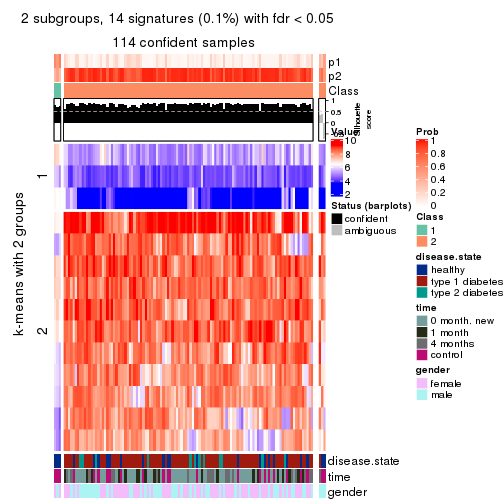 2 subgroups, 14 signatures (0.1%) with fdr < 0.05
114 confident samples
p1
p2
Class
1
0.5
0
Silhouette
score
k-means with 2 groups
1
2
Value
10
8
6
4
2
Status (barplots)
confident
ambiguous
Prob
1
0.8
0.6
0.4
0.2
0
Class
1
2
disease.state
healthy
type 1 diabetes
type 2 diabetes
time
0 month. new
1 month
4 months
control
gender
female
male
disease.state
time
gender